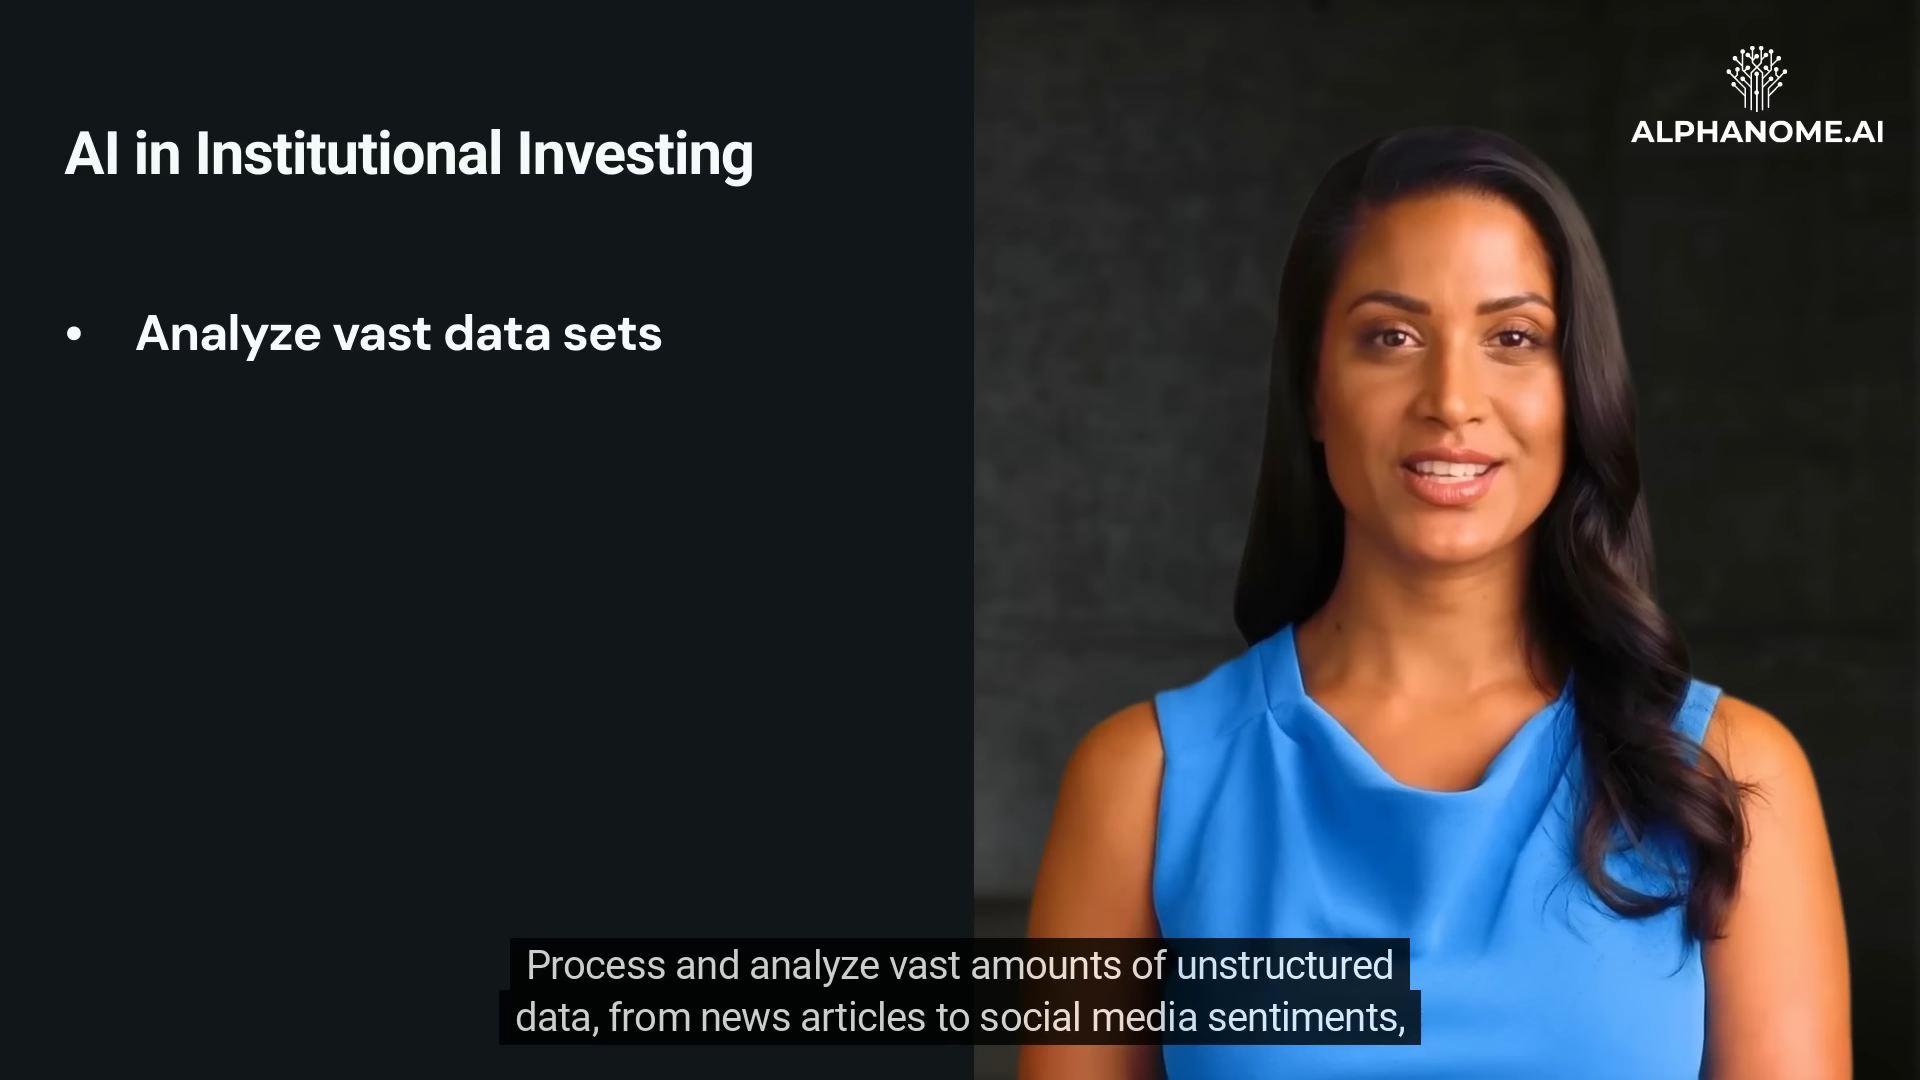 ALPHANOME.AI
AI in Institutional Investing
• Analyze vast data sets
Process and analyze vast amounts of unstructured
data, from news articles to social media sentiments,